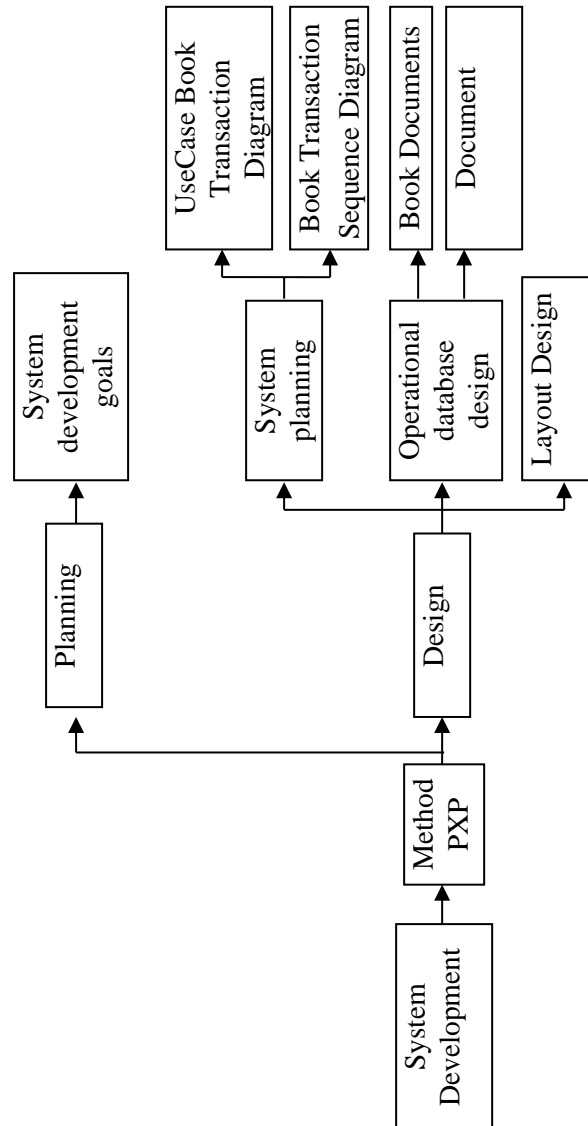 System
Development
Method
PXP
Planning
System
development
goals
Design
System
planning
UseCase Book
Transaction
Diagram
Book Transaction
Sequence Diagram
Operational
database
design
Book Documents
Document
Layout Design